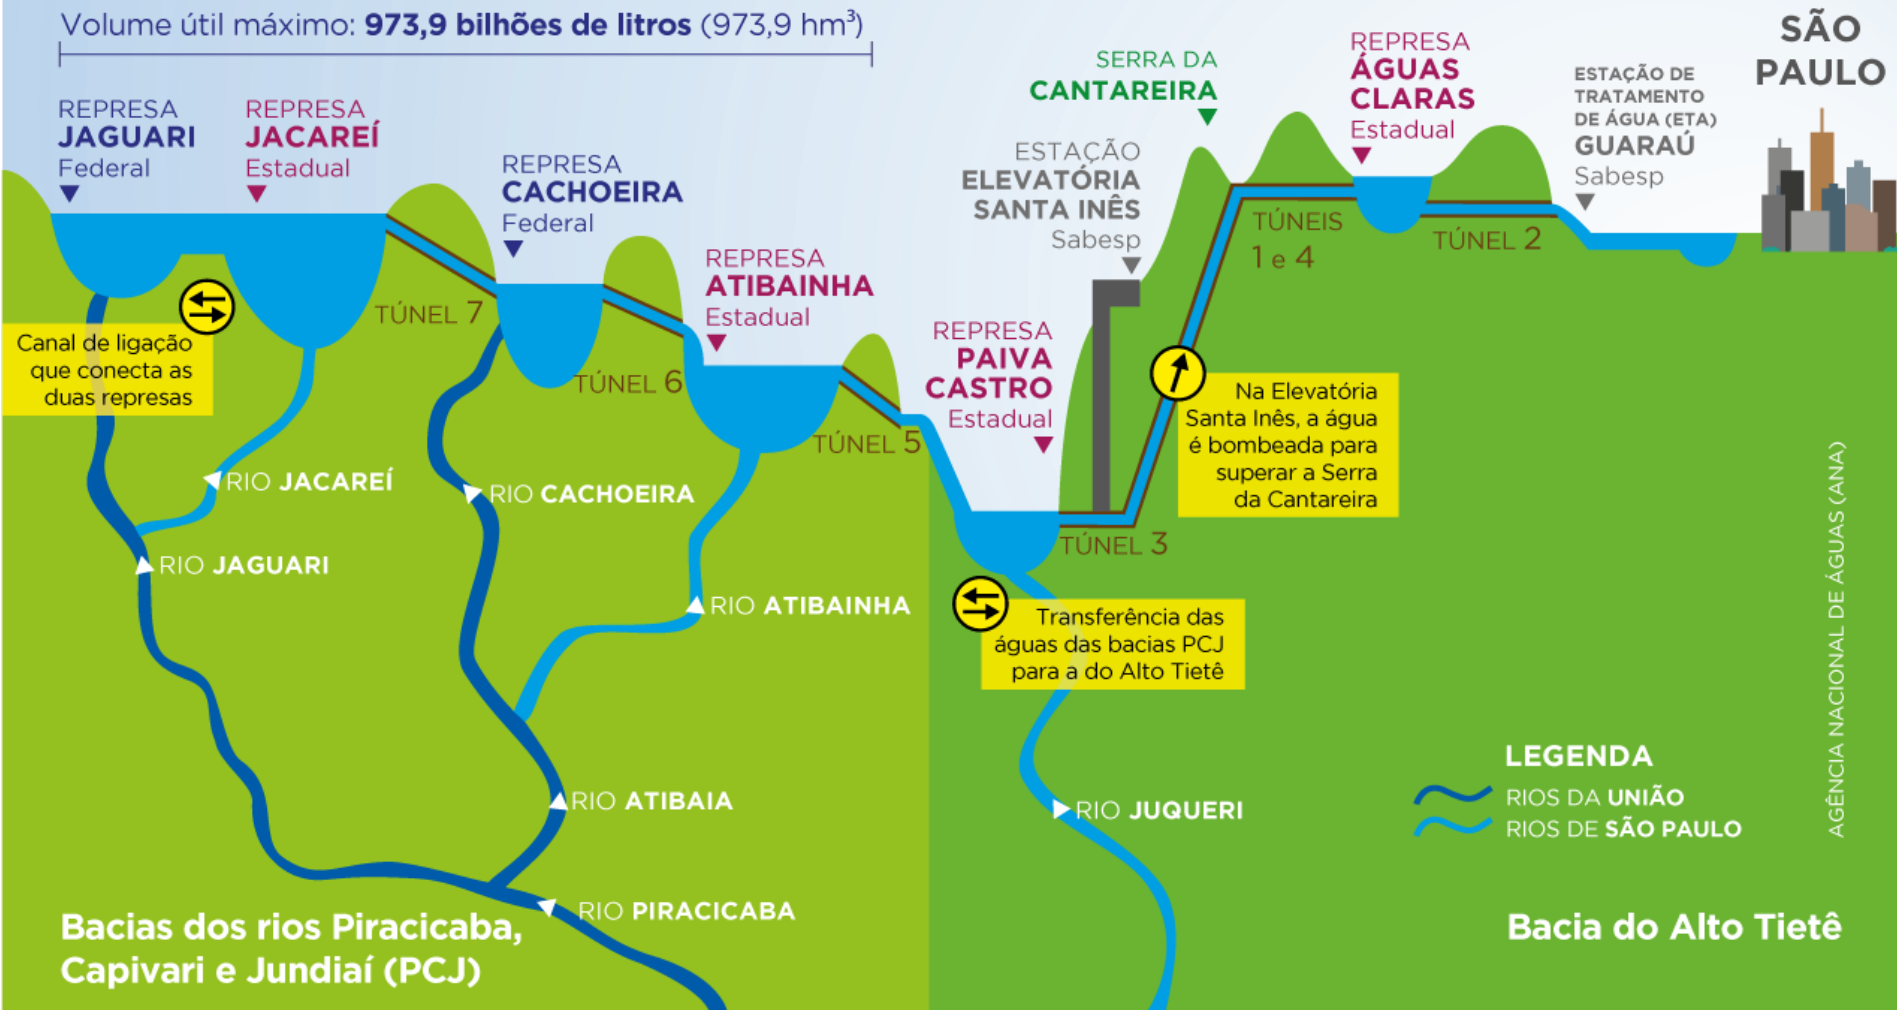 Volume útil máximo: 973,9 bilhões de litros (973,9 hm³)
REPRESA
JAGUARI
Federal
REPRESA
JACAREÍ
Estadual
REPRESA
CACHOEIRA
Federal
REPRESA
ATIBAINHA
Estadual
REPRESA
PAIVA
CASTRO
Estadual
SERRA DA
CANTAREIRA
ESTAÇÃO
ELEVATÓRIA
SANTA INÊS
Sabesp
REPRESA
ÁGUAS
CLARAS
Estadual
ESTAÇÃO DE
TRATAMENTO
DE ÁGUA (ETA)
GUARAÚ
Sabesp
SÃO
PAULO
TÚNEL 7
TÚNEL 6
TÚNEL 5
TÚNEL 3
TÚNEIS
1 e 4
TÚNEL 2
Canal de ligação
que conecta as
duas represas
Na Elevatória
Santa Inês, a água
é bombeada para
superar a Serra
da Cantareira
Transferência das
águas das bacias PCJ
para a do Alto Tietê
RIO JACAREÍ
RIO JAGUARI
RIO CACHOEIRA
RIO ATIBAINHA
RIO ATIBAIA
RIO PIRACICABA
RIO JUQUERI
LEGENDA
RIOS DA UNIÃO
RIOS DE SÃO PAULO
AGÊNCIA NACIONAL DE ÁGUAS (ANA)
Bacias dos rios Piracicaba,
Capivari e Jundiaí (PCJ)
Bacia do Alto Tietê